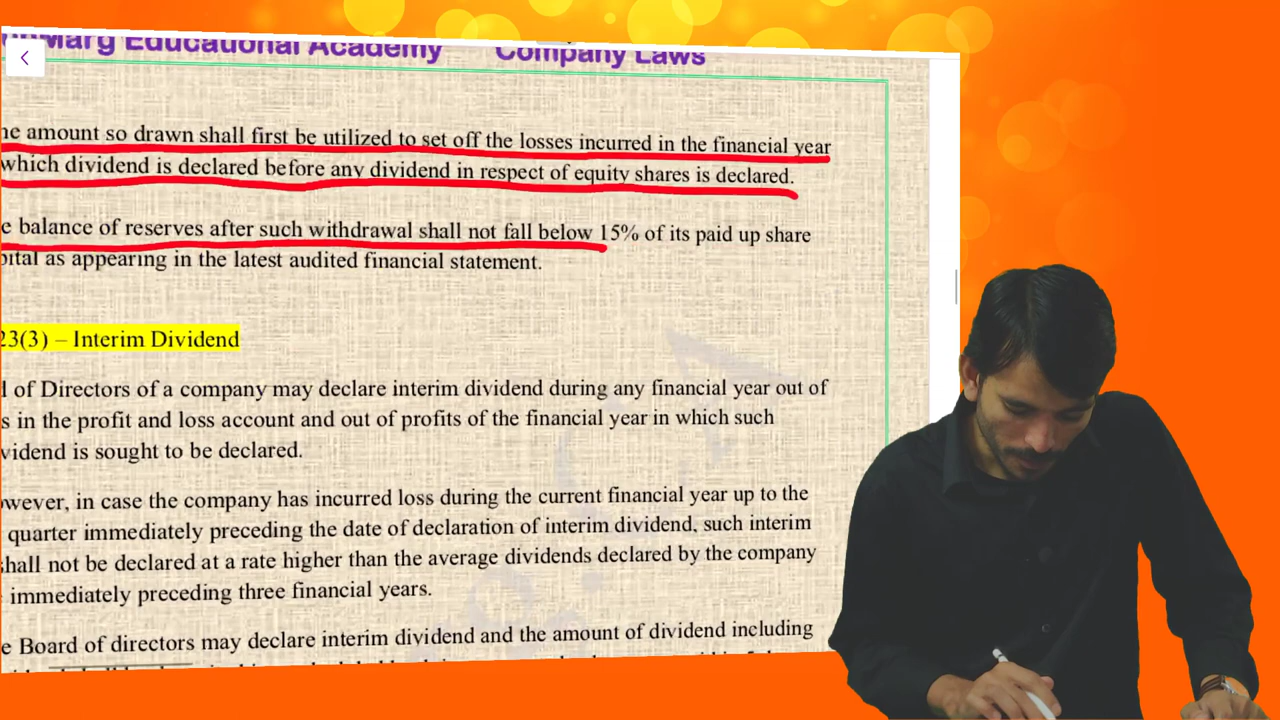 Marg Educational Academy Company Laws
he amount so drawn shall first be utilized to set off the losses incurred in the financial year
which dividend is declared before any dividend in respect of equity shares is declared.
e balance of reserves after such withdrawal shall not fall below 15% of its paid up share
pital as appearing in the latest audited financial statement.
23(3) – Interim Dividend
l of Directors of a company may declare interim dividend during any financial year out of
s in the profit and loss account and out of profits of the financial year in which such
vidend is sought to be declared.
owever, in case the company has incurred loss during the current financial year up to the
quarter immediately preceding the date of declaration of interim dividend, such interim
shall not be declared at a rate higher than the average dividends declared by the company
immediately preceding three financial years.
e Board of directors may declare interim dividend and the amount of dividend including